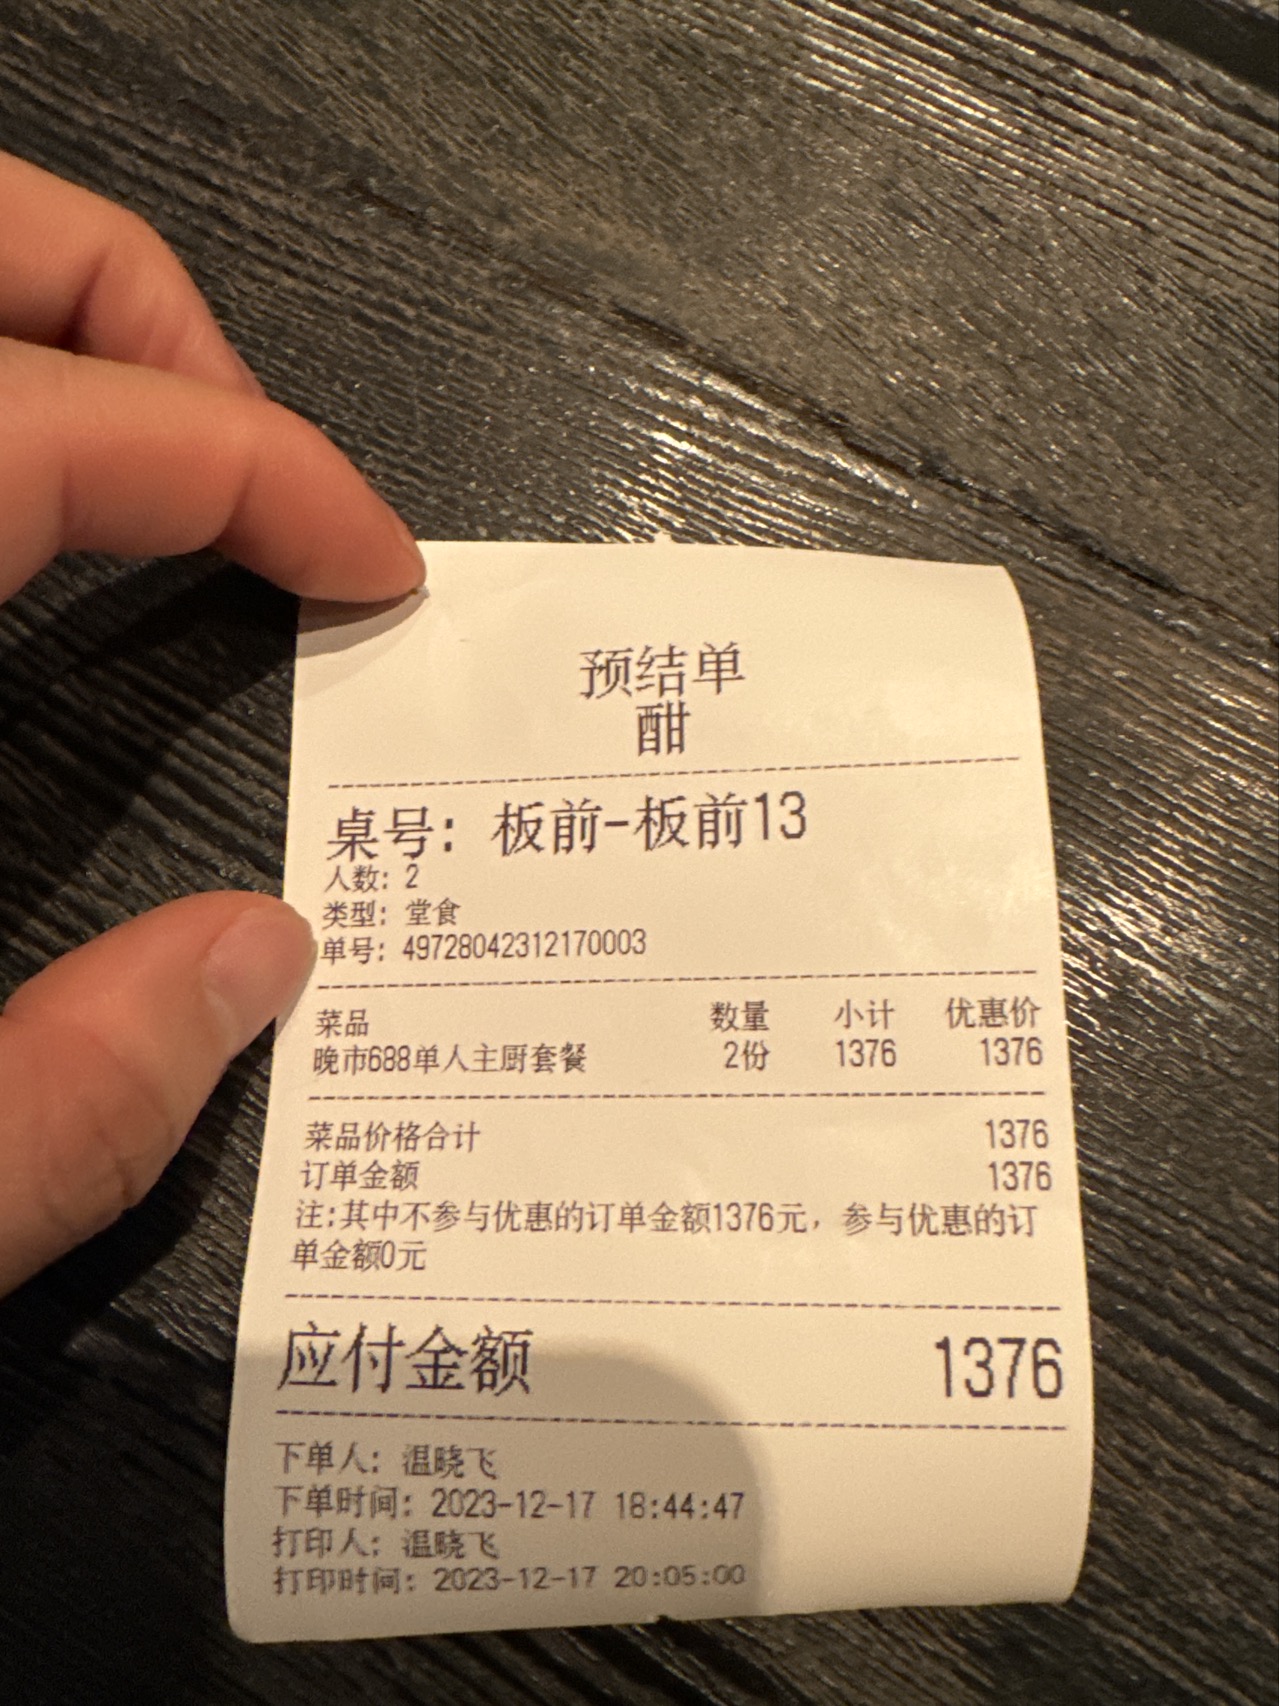 预结单
酣
桌号：板前-板前13
人数：2
类型：堂食
单号：49728042312170003
菜品 数量 小计 优惠价
晚市688单人主厨套餐 2份 1376 1376
菜品价格合计 1376
订单金额 1376
注:其中不参与优惠的订单金额1376元，参与优惠的订
单金额0元
应付金额 1376
下单人：温晓飞
下单时间：2023-12-17 18:44:47
打印人：温晓飞
打印时间：2023-12-17 20:05:00